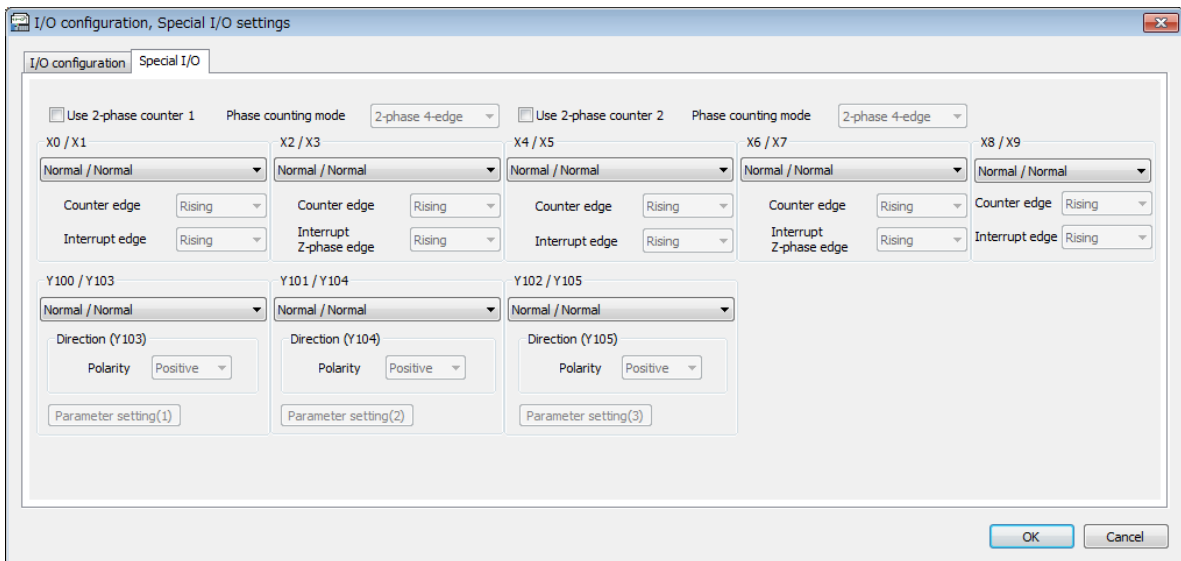 I/O configuration, Special I/O settings
I/O configuration Special I/O
Use 2-phase counter 1 Phase counting mode 2-phase 4-edge Use 2-phase counter 2 Phase counting mode 2-phase 4-edge
X0 / X1 X2 / X3 X4 / X5 X6 / X7 X8 / X9
Normal / Normal Normal / Normal Normal / Normal Normal / Normal Normal / Normal
Counter edge Rising Counter edge Rising Counter edge Rising Counter edge Rising Counter edge Rising
Interrupt edge Rising Interrupt Z-phase edge Rising Interrupt edge Rising Interrupt Z-phase edge Rising Interrupt edge Rising
Y100 / Y103 Y101 / Y104 Y102 / Y105
Normal / Normal Normal / Normal Normal / Normal
Direction (Y103) Direction (Y104) Direction (Y105)
Polarity Positive Polarity Positive Polarity Positive
Parameter setting(1) Parameter setting(2) Parameter setting(3)
OK Cancel